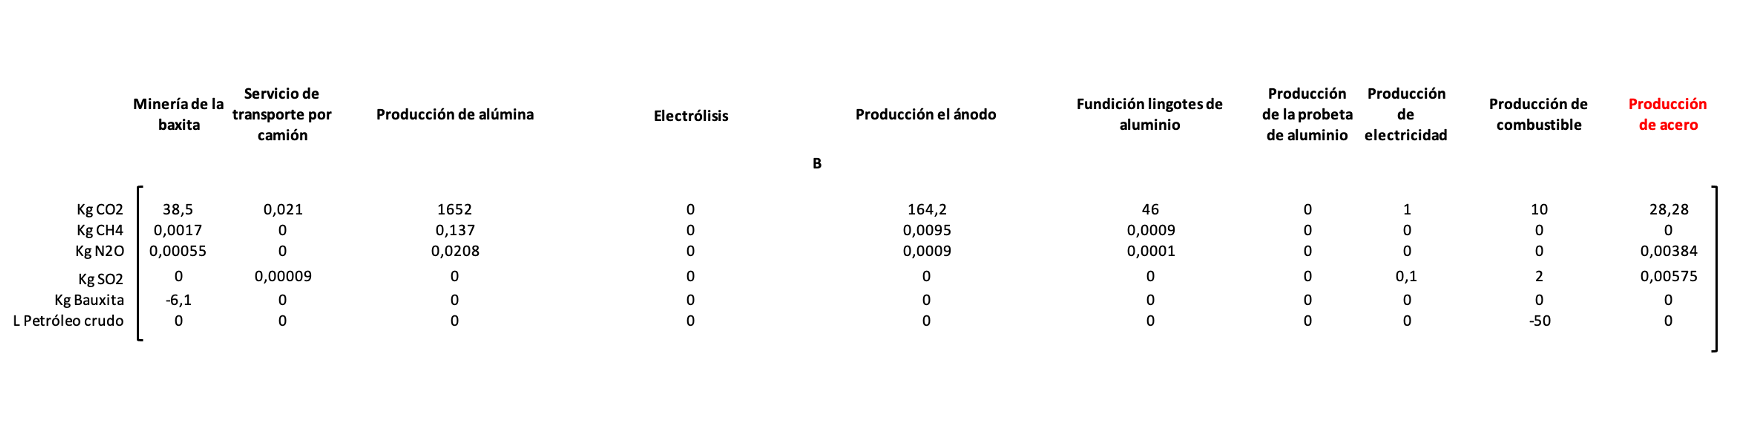 Minería de la baxita Servicio de transporte por camión Producción de alúmina Electrólisis Producción el ánodo Fundición lingotes de aluminio Producción de la probeta de aluminio Producción de electricidad Producción de combustible Producción de acero
B
Kg CO2 38,5 0,021 1652 0 164,2 46 0 1 10 28,28
Kg CH4 0,0017 0 0,137 0 0,0095 0,0009 0 0 0 0
Kg N2O 0,00055 0 0,0208 0 0,0009 0,0001 0 0 0 0,00384
Kg SO2 0 0,00009 0 0 0 0 0 0,1 2 0,00575
Kg Bauxita -6,1 0 0 0 0 0 0 0 0 0
L Petróleo crudo 0 0 0 0 0 0 0 0 -50 0